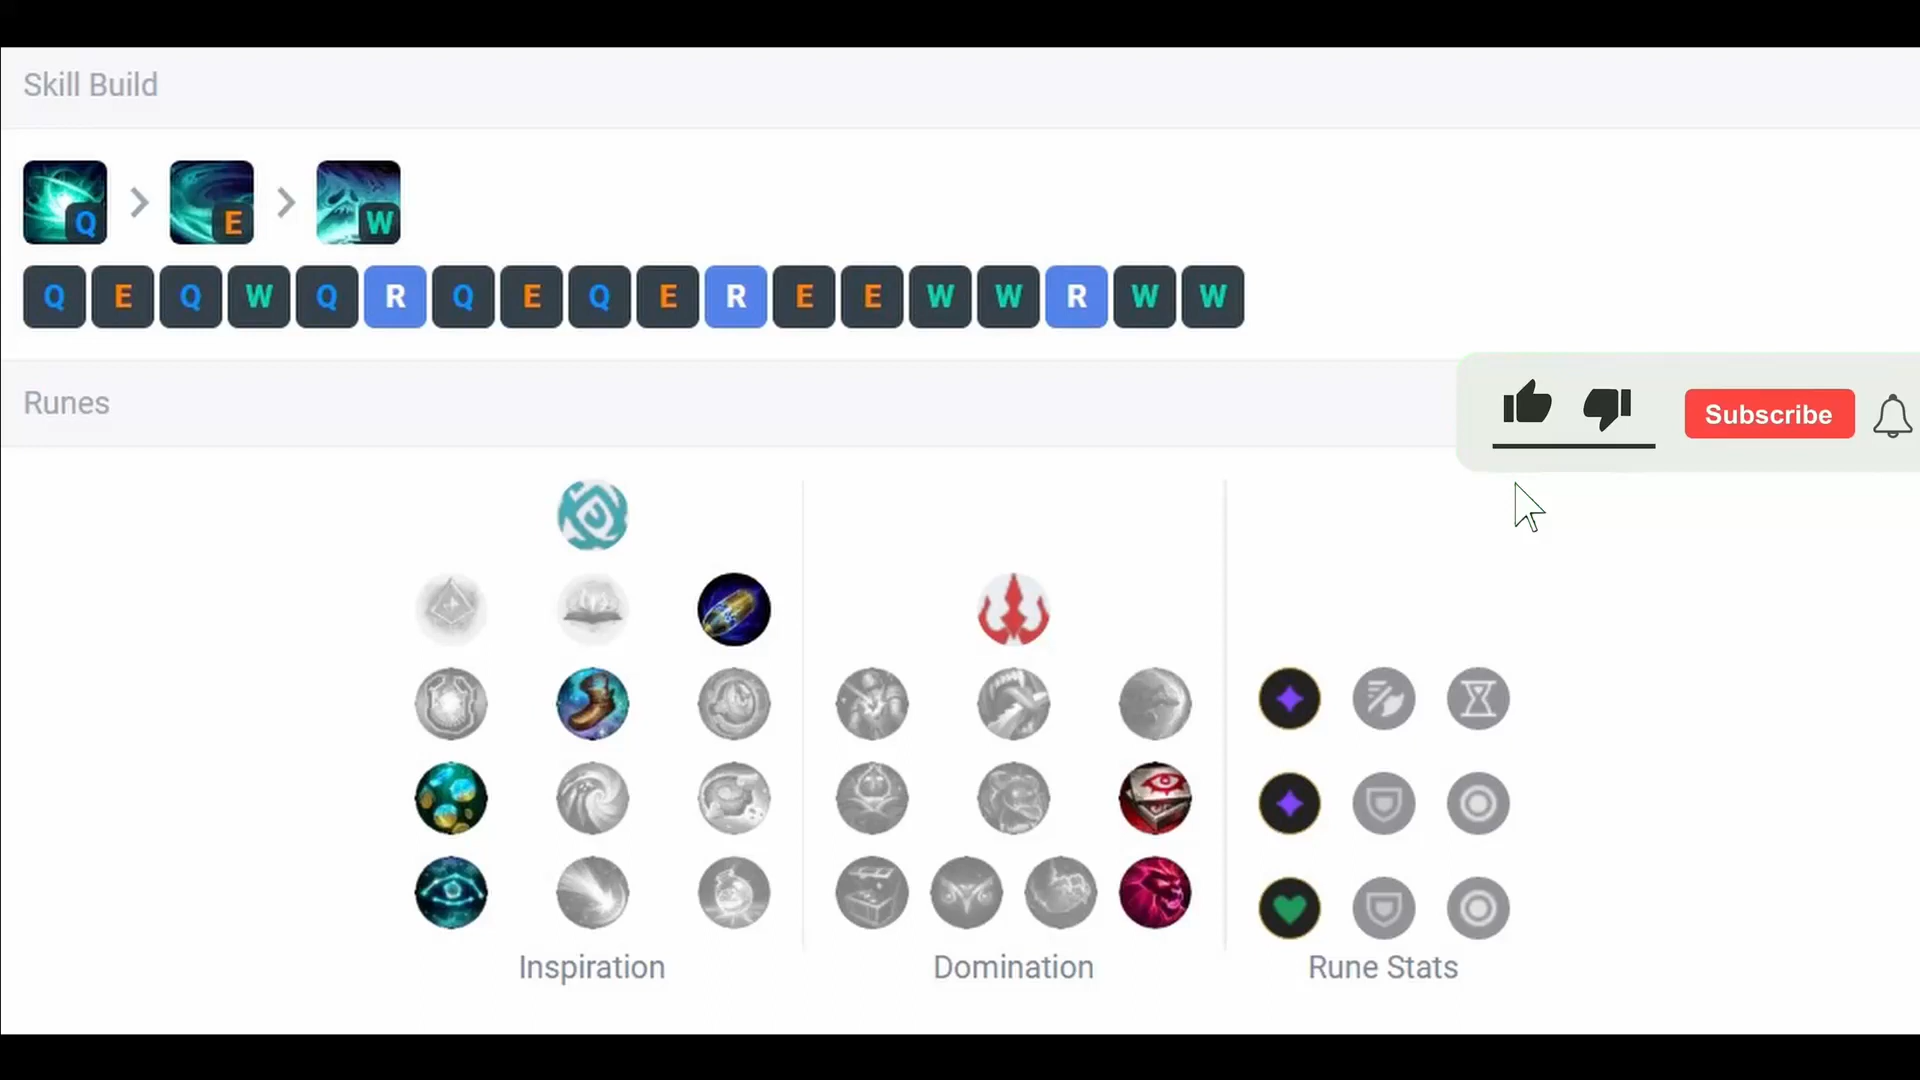 Skill Build
Q E W
Q E Q W Q R Q E Q E R E E W W R W W
Runes
Subscribe
Inspiration Domination Rune Stats